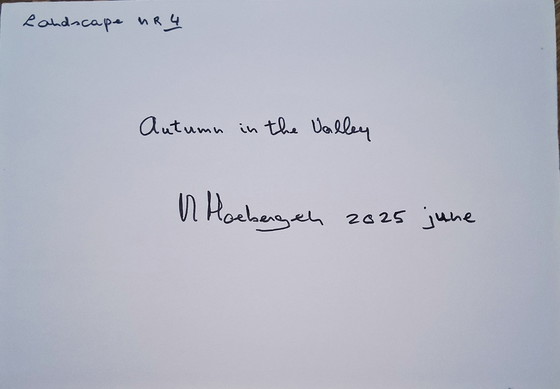 Landscape nr 4
Autumn in the Valley
2025 june